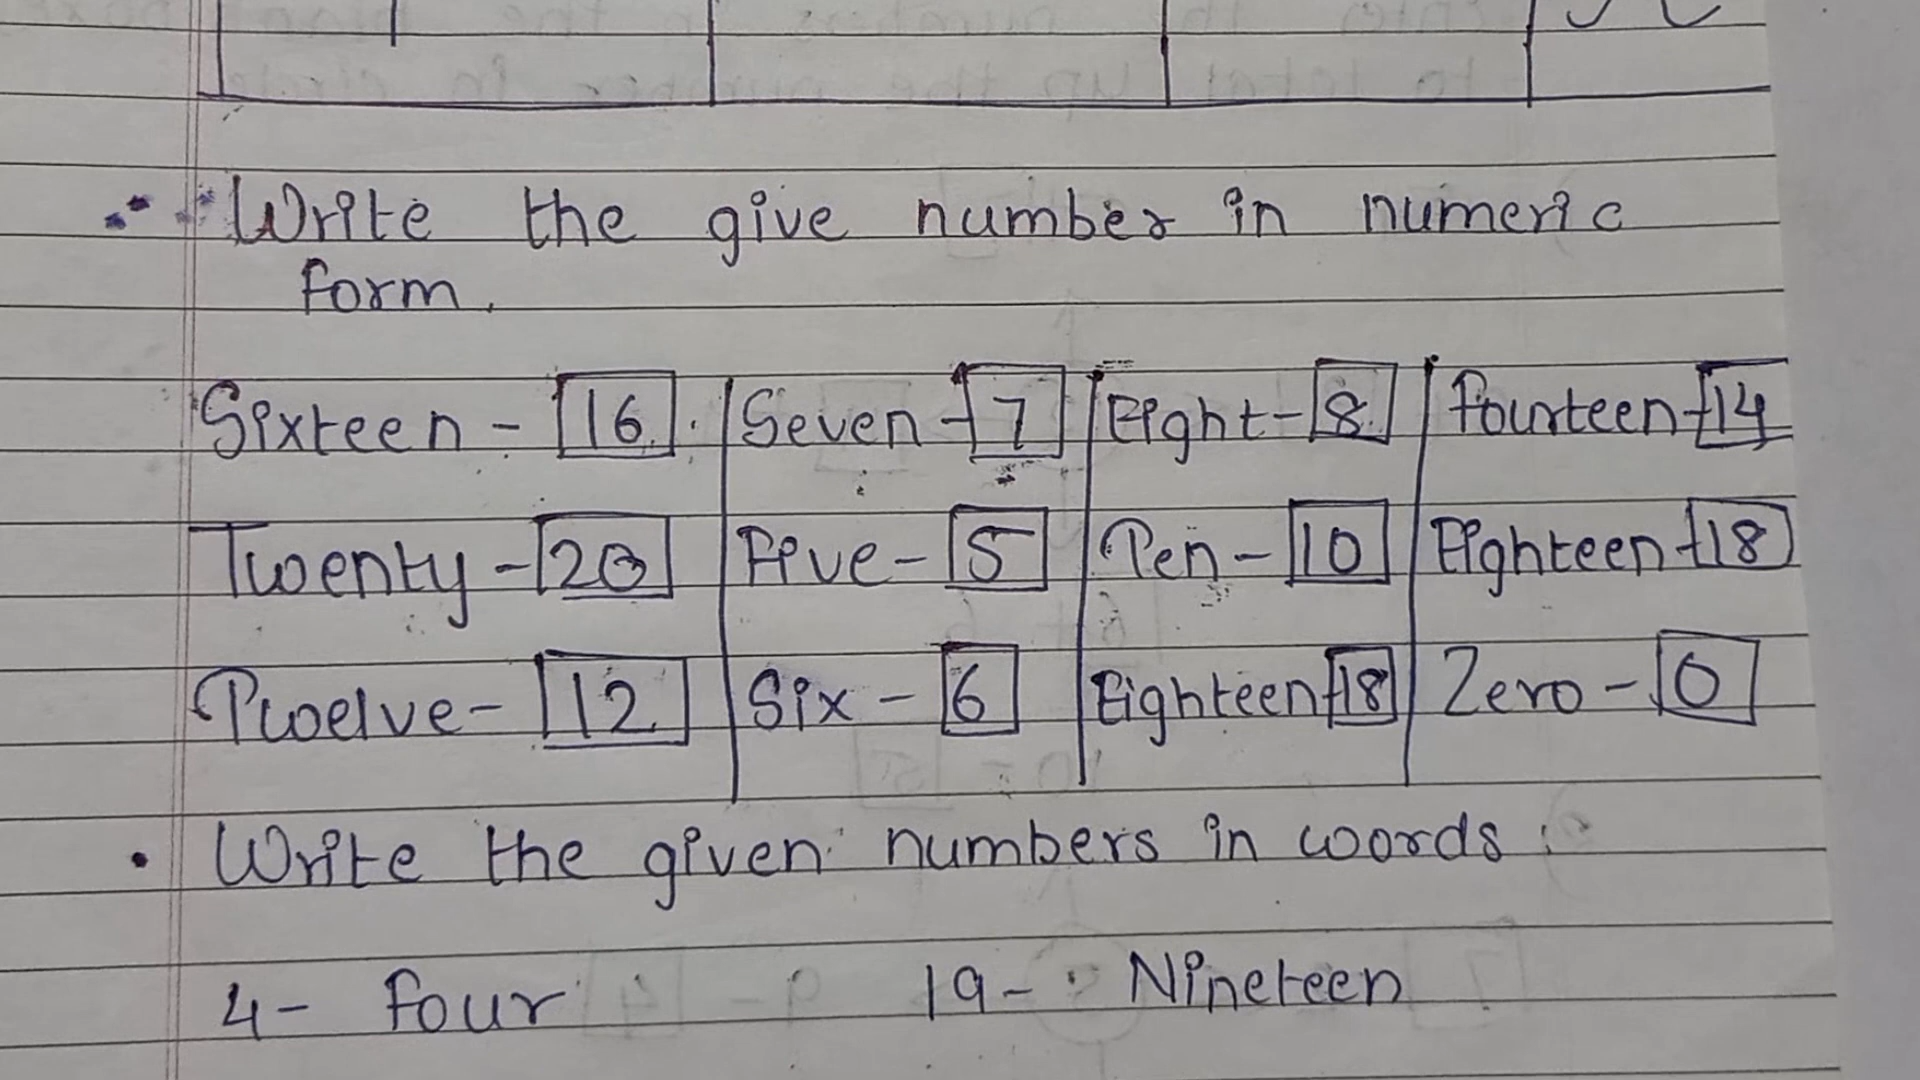 Write the give number in numeric
form.
Sixteen - 16. Seven - 7 Eight - 8 Fourteen - 14
Twenty - 20 Five - 5 Ten - 10 Eighteen - 18
Twelve - 12 Six - 6 Eighteen - 18 Zero - 0
• Write the given numbers in words :
4 - four 19 - Nineteen